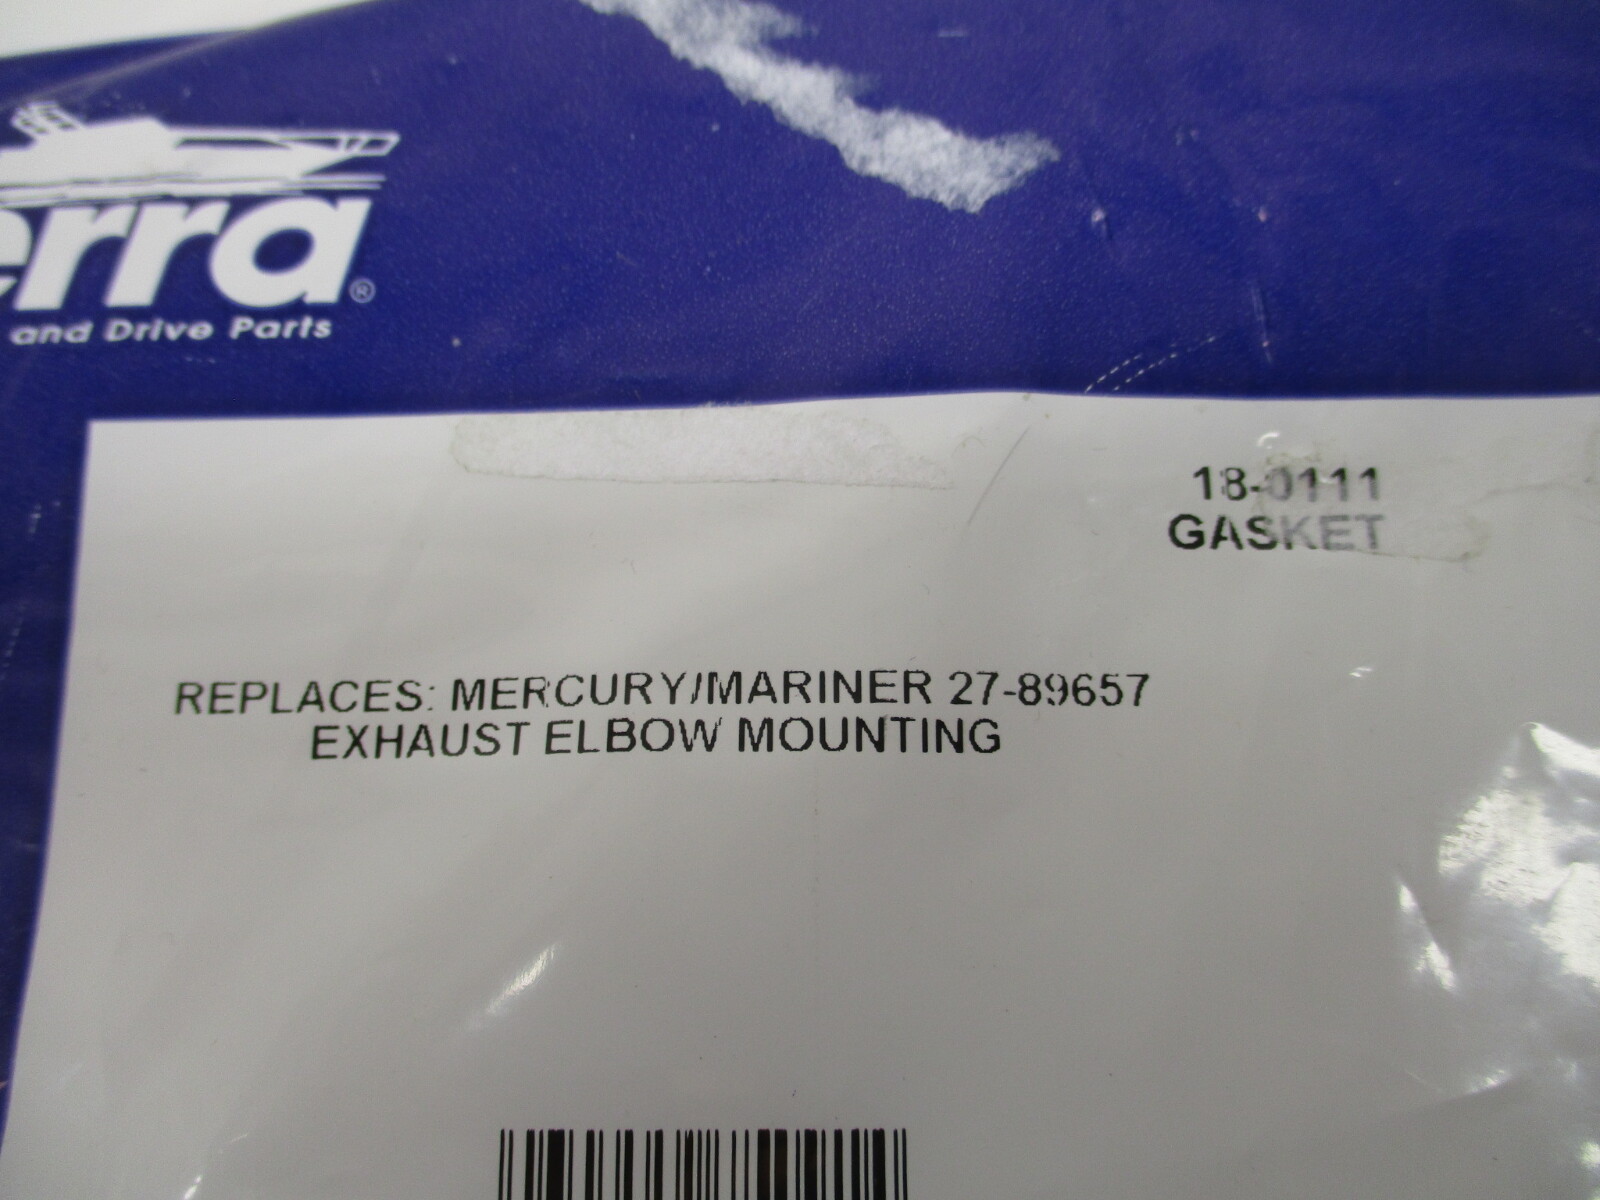 erra®
and Drive Parts
18-0111
GASKET
REPLACES: MERCURY/MARINER 27-89657
EXHAUST ELBOW MOUNTING